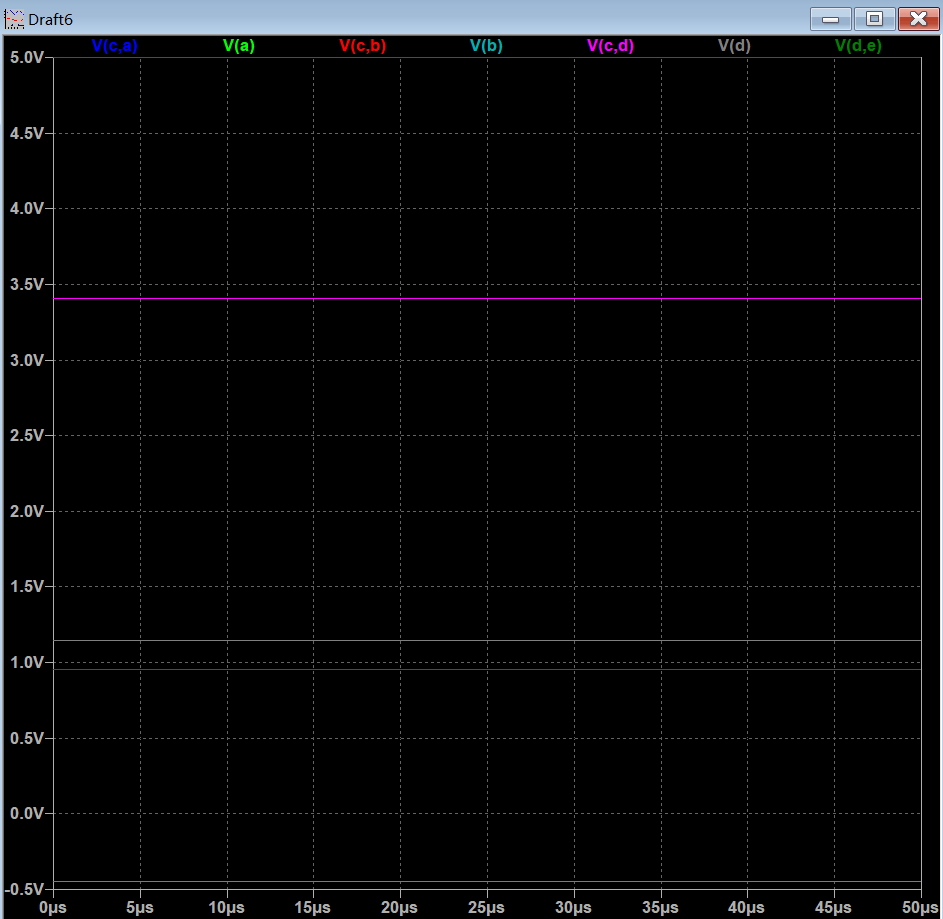 Draft6
V(c,a) V(a) V(c,b) V(b) V(c,d) V(d) V(d,e)
5.0V
4.5V
4.0V
3.5V
3.0V
2.5V
2.0V
1.5V
1.0V
0.5V
0.0V
-0.5V
0µs 5µs 10µs 15µs 20µs 25µs 30µs 35µs 40µs 45µs 50µs